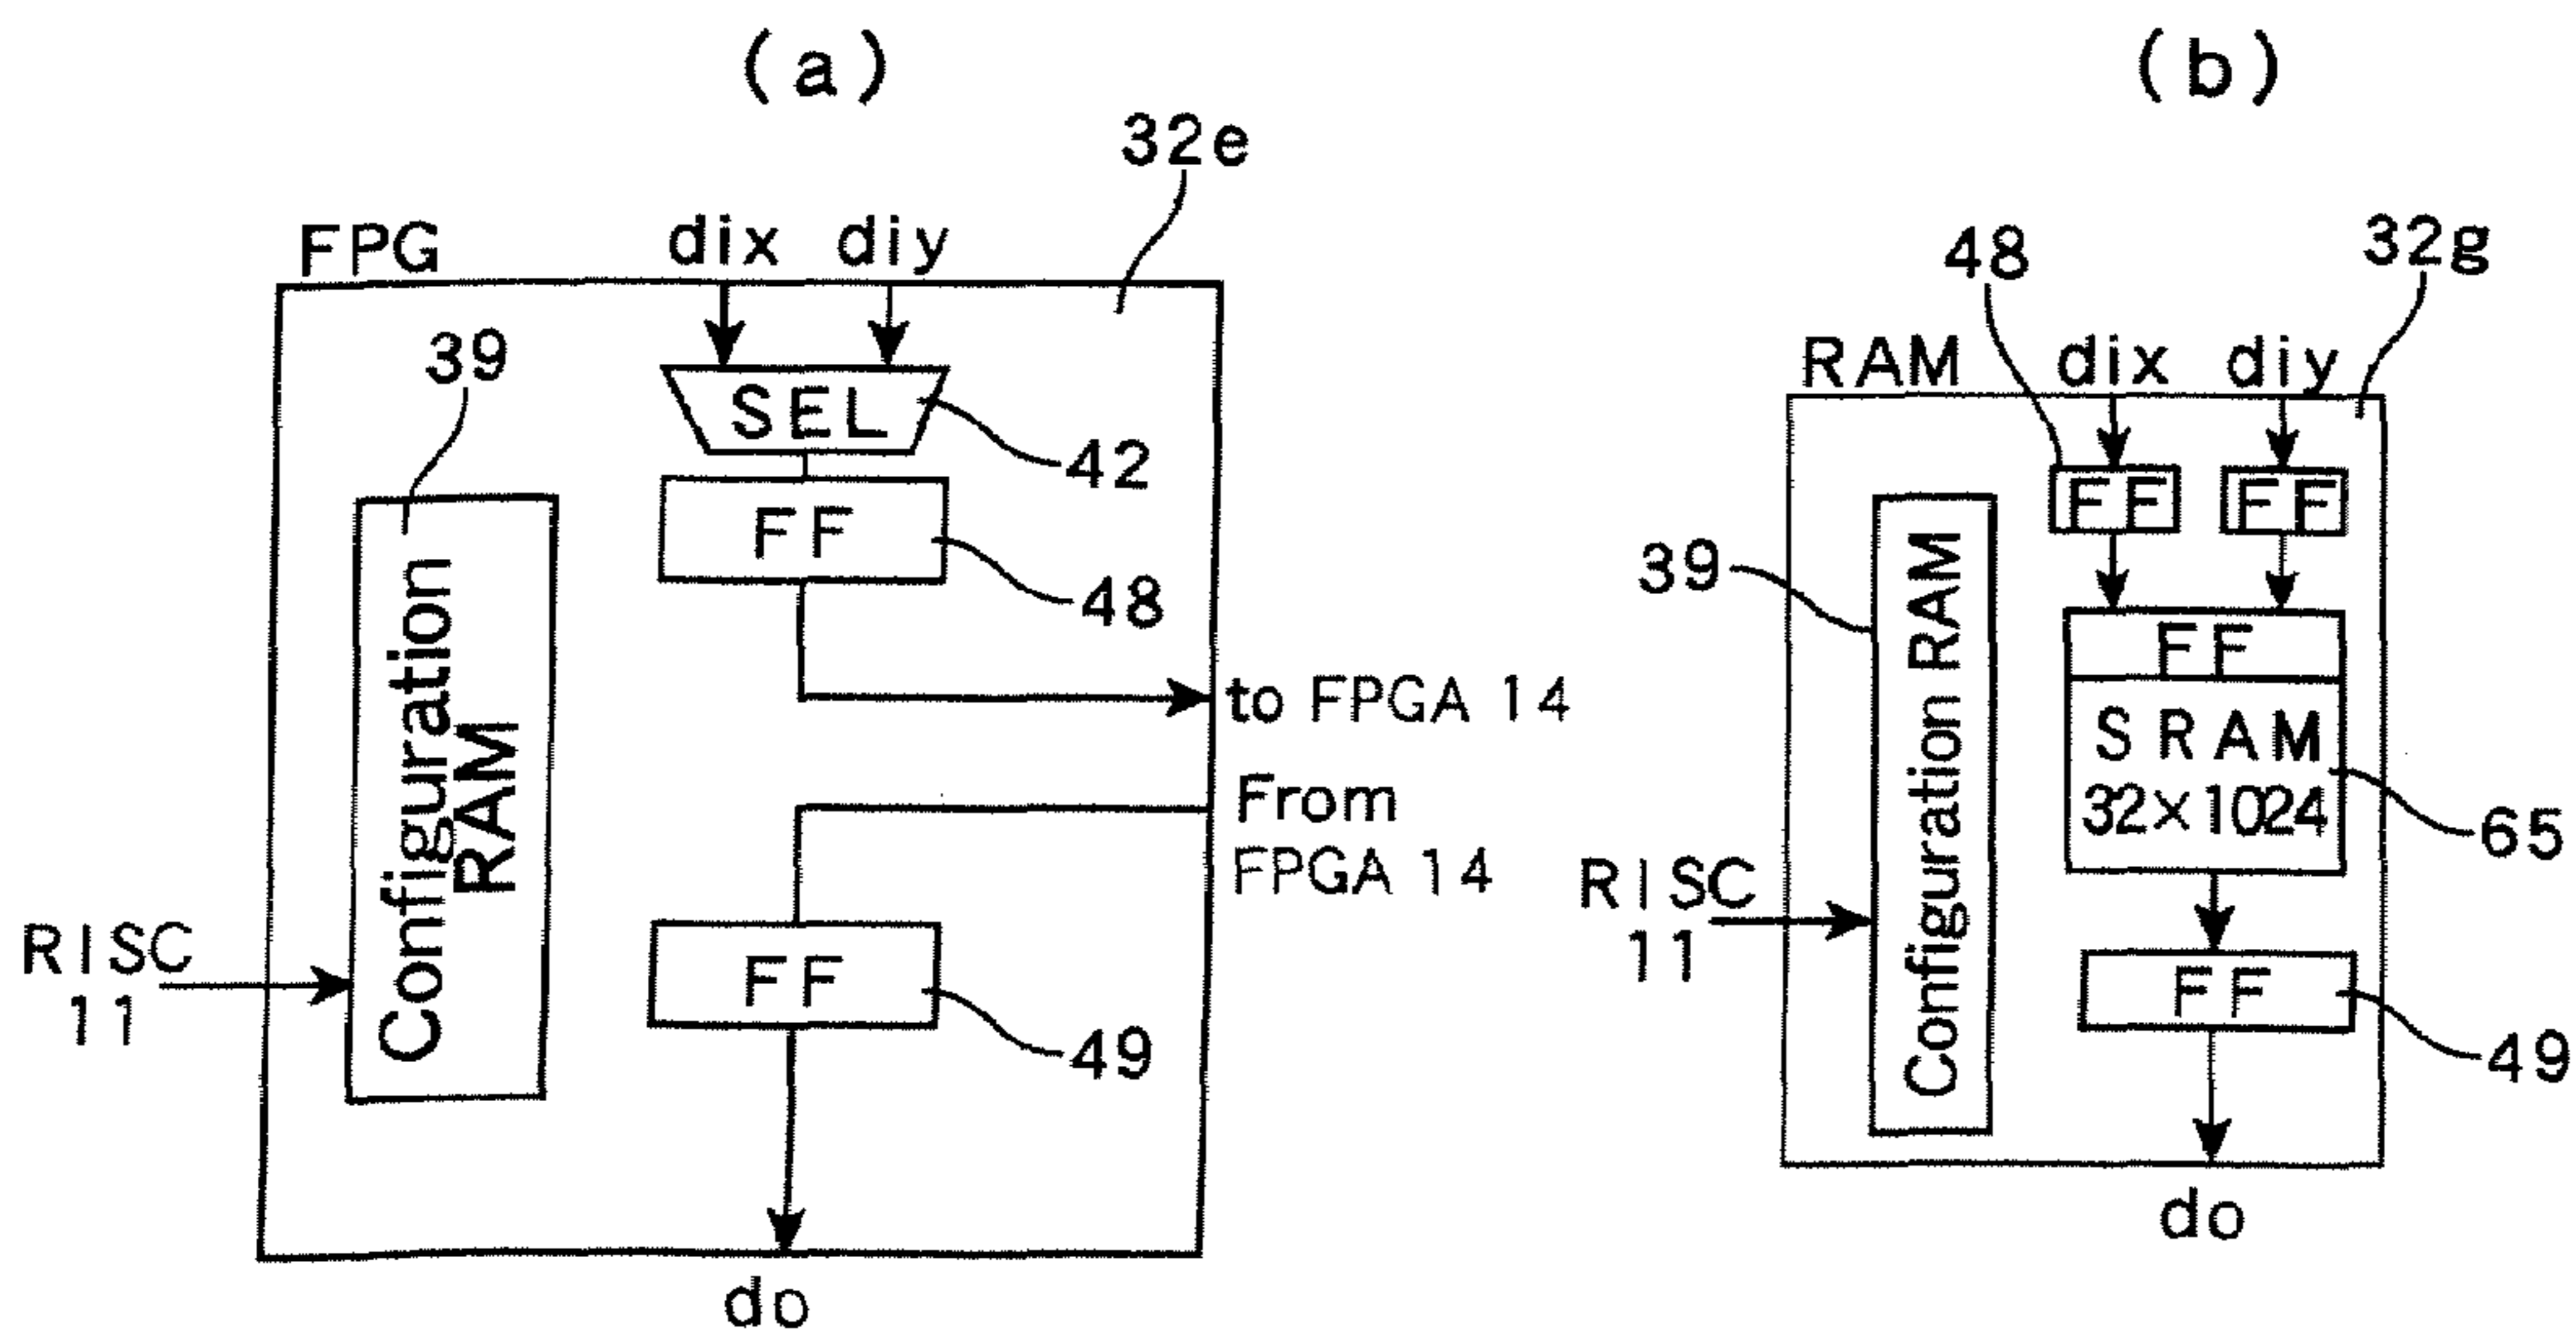 (a)
32e
FPG
dix diy
39
SEL
42
FF
48
Configuration
RAM
to FPGA 14
From
FPGA 14
RISC
11
FF
49
do
(b)
48
32g
RAM
dix diy
FF FF
39
Configuration RAM
FF
SRAM
32×1024
65
RISC
11
FF
49
do